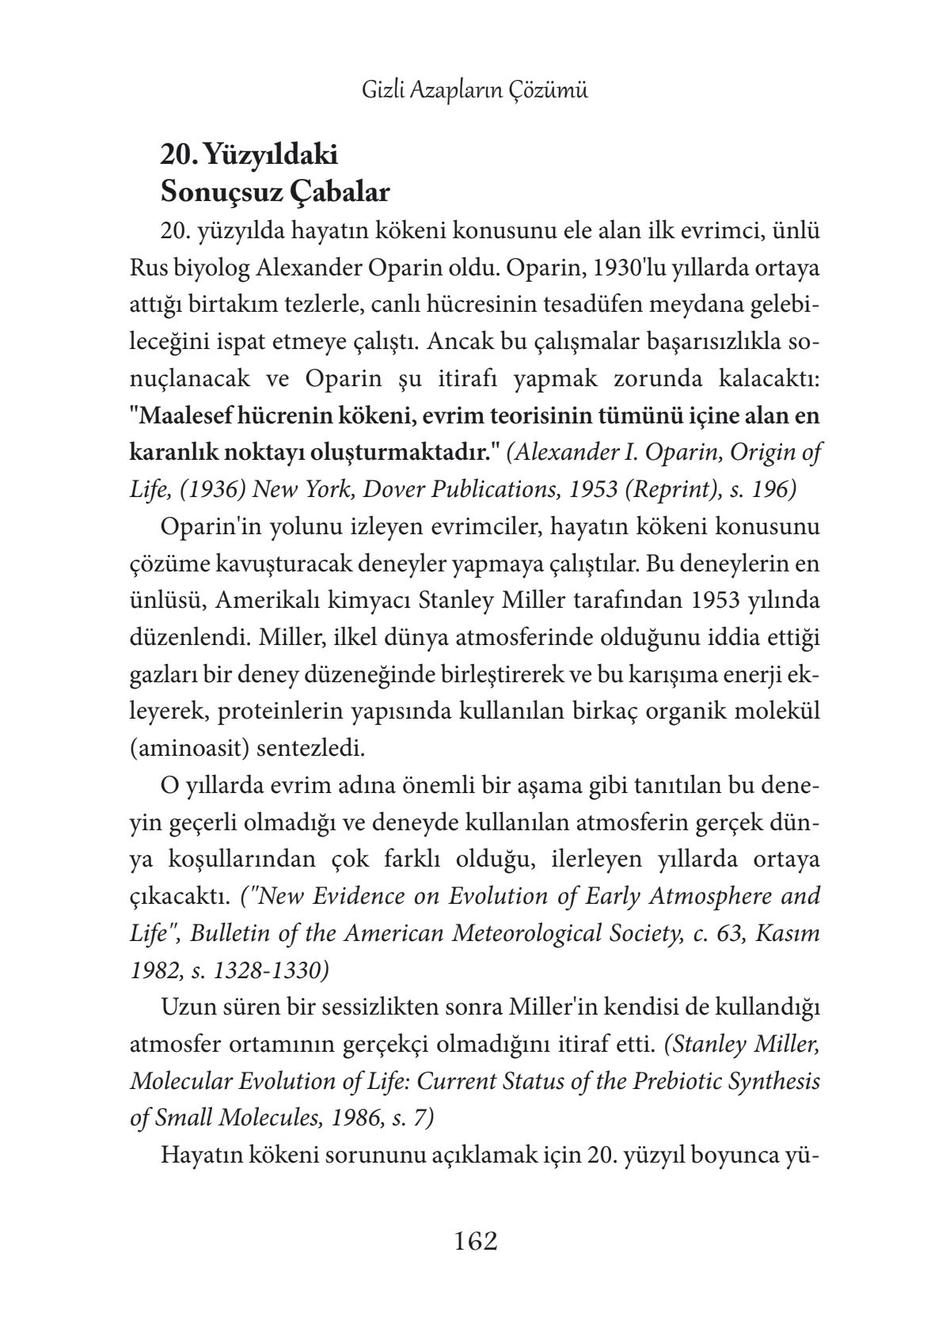 Gizli Azapların Çözümü
20. Yüzyıldaki
Sonuçsuz Çabalar
20. yüzyılda hayatın kökeni konusunu ele alan ilk evrimci, ünlü
Rus biyolog Alexander Oparin oldu. Oparin, 1930'lu yıllarda ortaya
attığı birtakım tezlerle, canlı hücresinin tesadüfen meydana gelebi-
leceğini ispat etmeye çalıştı. Ancak bu çalışmalar başarısızlıkla so-
nuçlanacak ve Oparin şu itirafı yapmak zorunda kalacaktı:
"Maalesef hücrenin kökeni, evrim teorisinin tümünü içine alan en
karanlık noktayı oluşturmaktadır." (Alexander I. Oparin, Origin of
Life, (1936) New York, Dover Publications, 1953 (Reprint), s. 196)
Oparin'in yolunu izleyen evrimciler, hayatın kökeni konusunu
çözüme kavuşturacak deneyler yapmaya çalıştılar. Bu deneylerin en
ünlüsü, Amerikalı kimyacı Stanley Miller tarafından 1953 yılında
düzenlendi. Miller, ilkel dünya atmosferinde olduğunu iddia ettiği
gazları bir deney düzeneğinde birleştirerek ve bu karışıma enerji ek-
leyerek, proteinlerin yapısında kullanılan birkaç organik molekül
(aminoasit) sentezledi.
O yıllarda evrim adına önemli bir aşama gibi tanıtılan bu dene-
yin geçerli olmadığı ve deneyde kullanılan atmosferin gerçek dün-
ya koşullarından çok farklı olduğu, ilerleyen yıllarda ortaya
çıkacaktı. ("New Evidence on Evolution of Early Atmosphere and
Life", Bulletin of the American Meteorological Society, c. 63, Kasım
1982, s. 1328-1330)
Uzun süren bir sessizlikten sonra Miller'in kendisi de kullandığı
atmosfer ortamının gerçekçi olmadığını itiraf etti. (Stanley Miller,
Molecular Evolution of Life: Current Status of the Prebiotic Synthesis
of Small Molecules, 1986, s. 7)
Hayatın kökeni sorununu açıklamak için 20. yüzyıl boyunca yü-
162